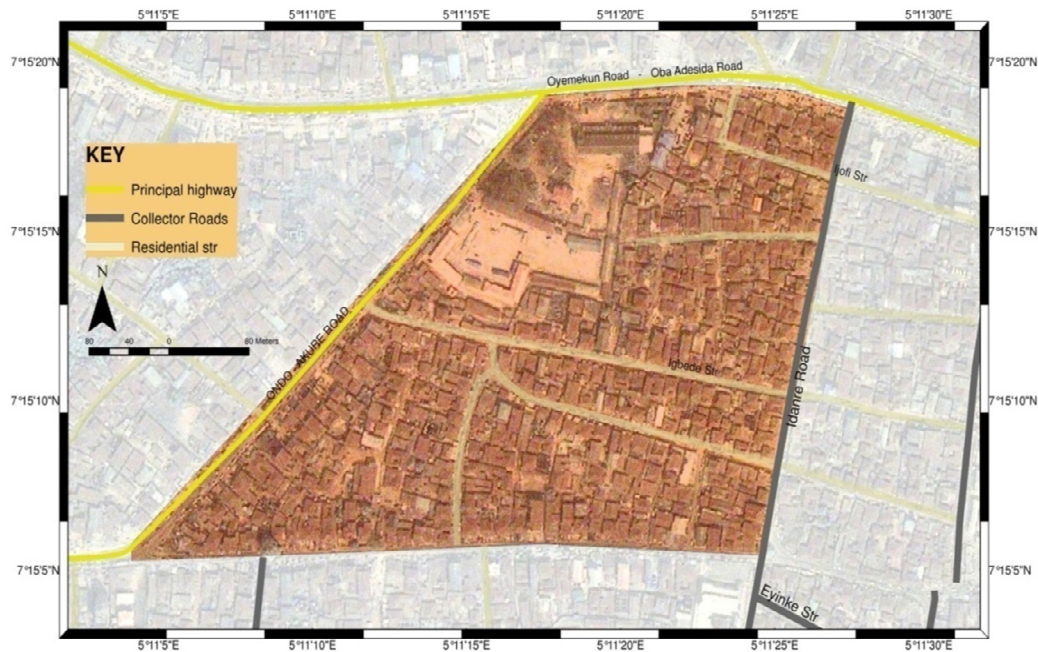 5°11'5"E 5°11'10"E 5°11'15"E 5°11'20"E 5°11'25"E 5°11'30"E
7°15'20"N 7°15'20"N
Oyemekun Road - Oba Adesida Road
KEY
Principal highway
Collector Roads
Residential str
Ijofi Str
7°15'15"N 7°15'15"N
N
80 40 0 80 Meters
ONDO - AKURE ROAD
Igbede Str
Idanre Road
7°15'10"N 7°15'10"N
7°15'5"N 7°15'5"N
Eyinke Str
5°11'5"E 5°11'10"E 5°11'15"E 5°11'20"E 5°11'25"E 5°11'30"E